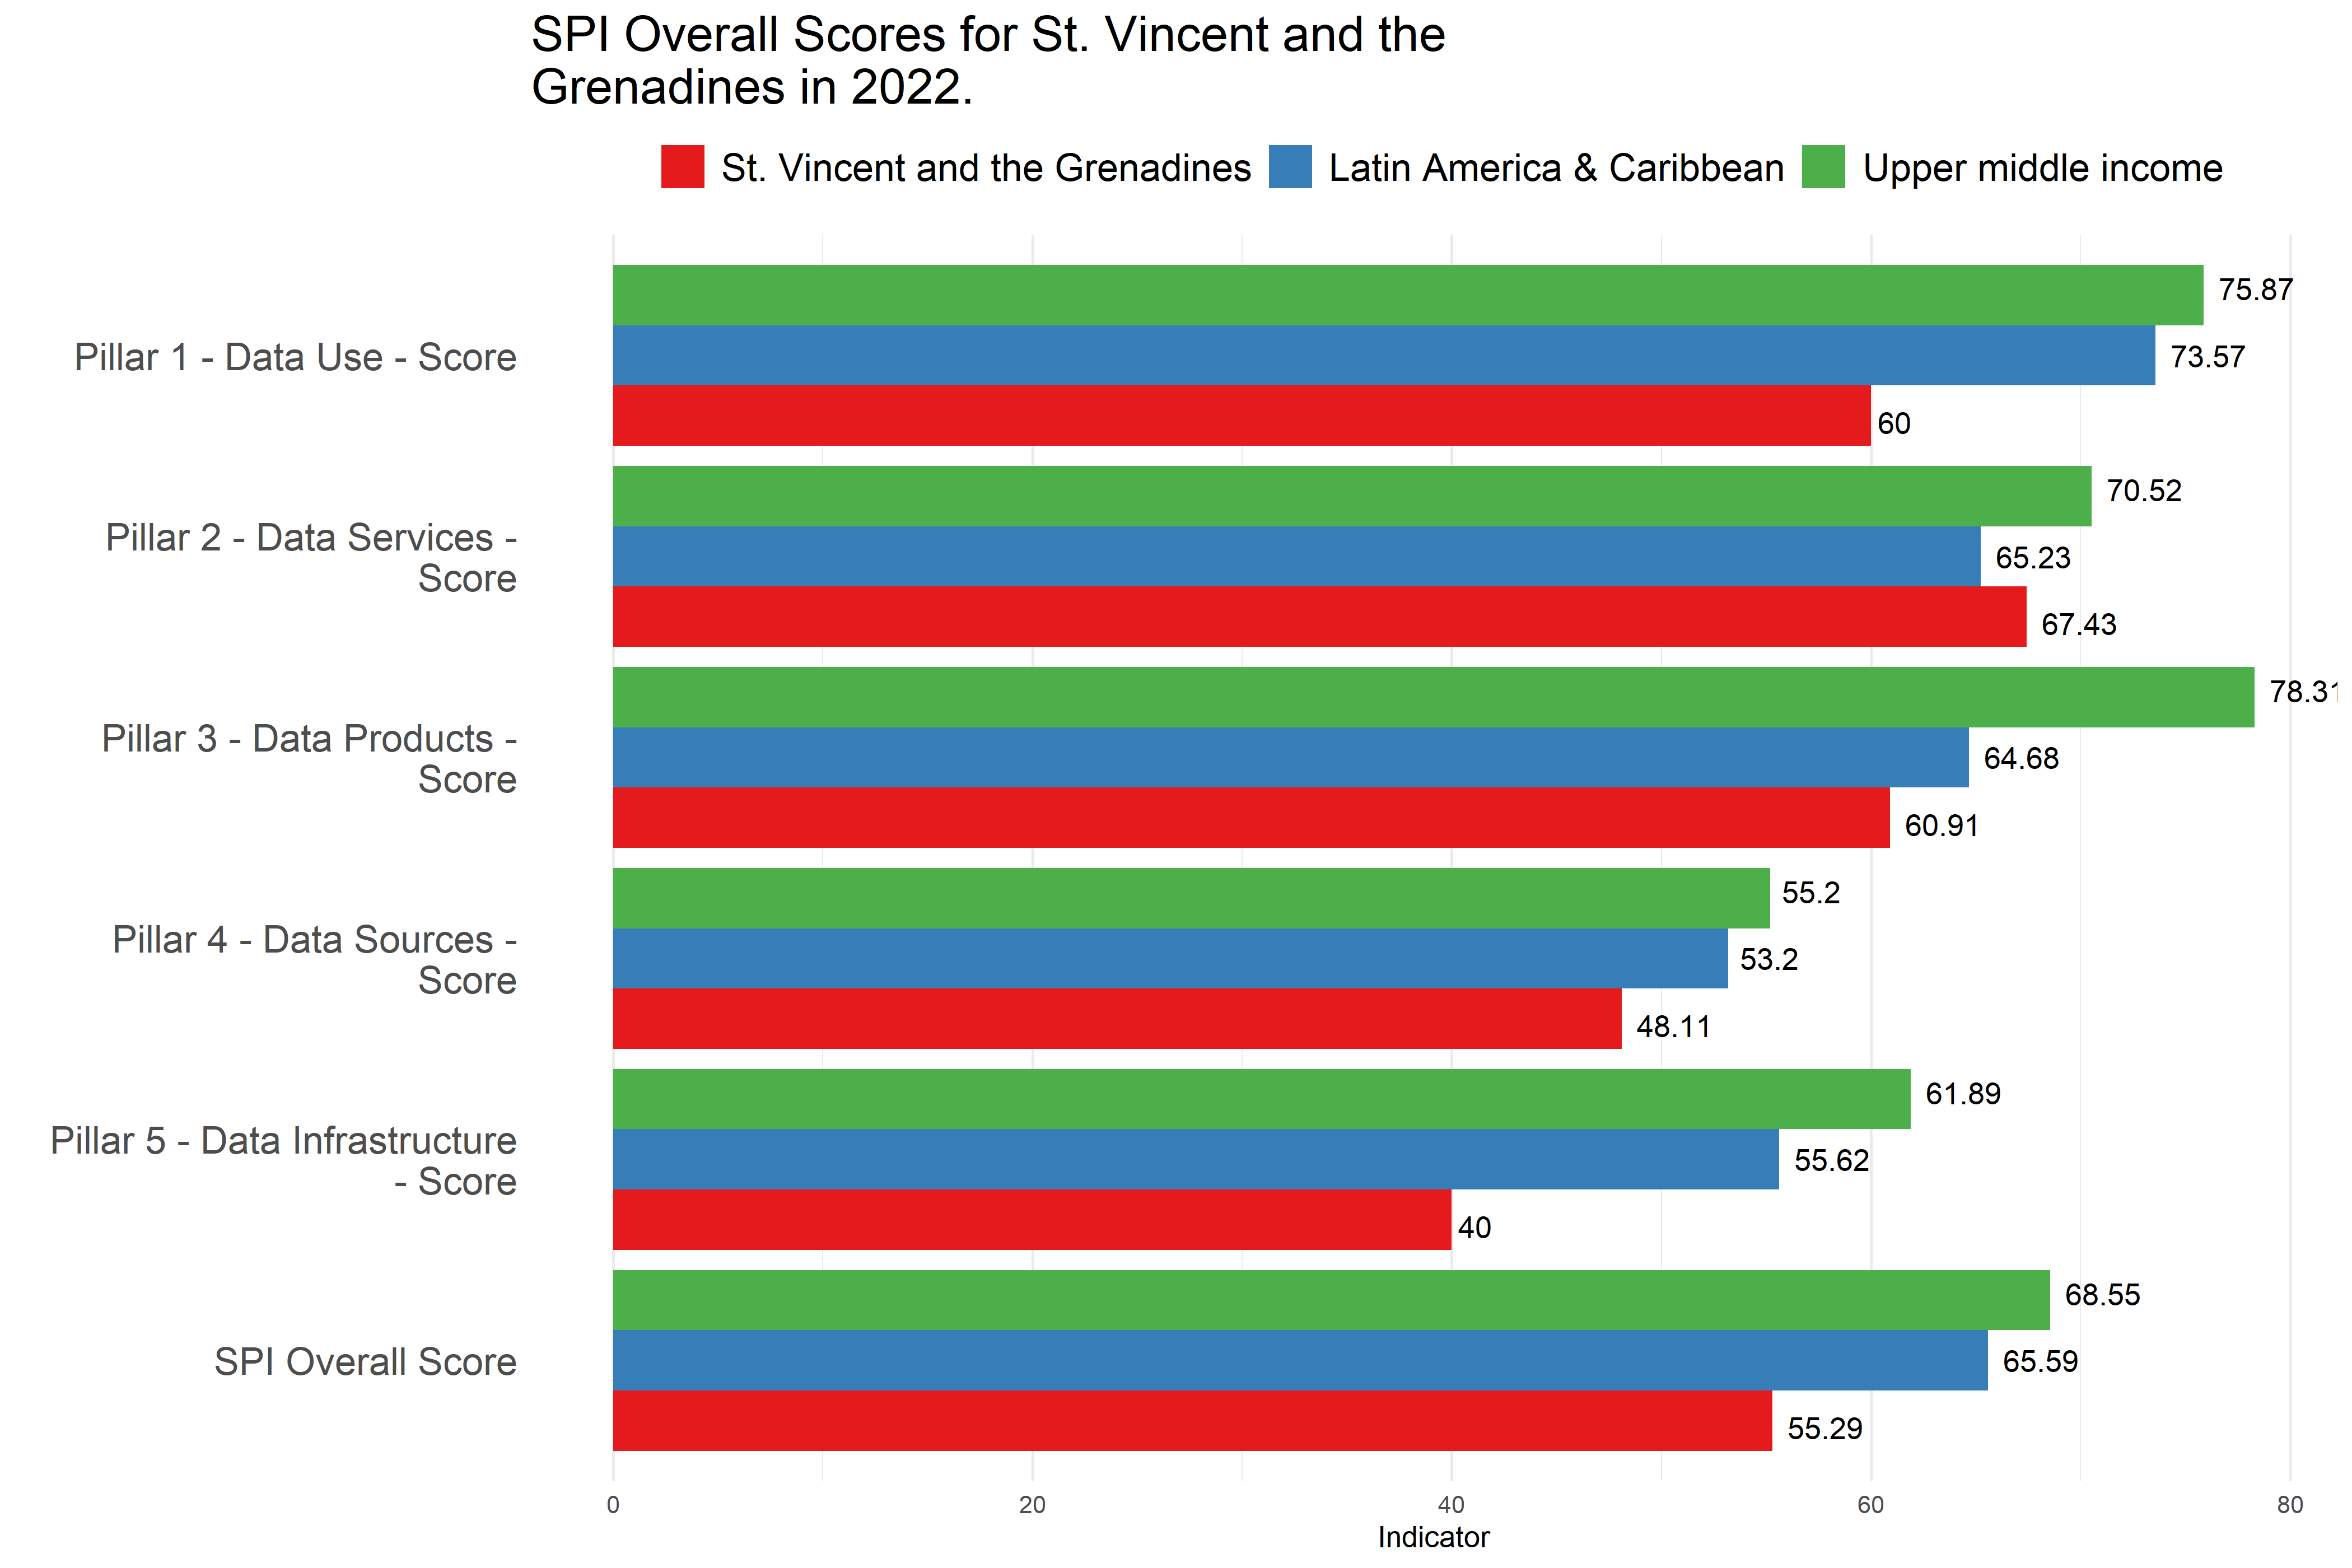 SPI Overall Scores for St. Vincent and the
Grenadines in 2022.
St. Vincent and the Grenadines
Latin America & Caribbean
Upper middle income
Pillar 1 - Data Use - Score
75.87
73.57
60
Pillar 2 - Data Services -
Score
70.52
65.23
67.43
Pillar 3 - Data Products -
Score
78.31
64.68
60.91
Pillar 4 - Data Sources -
Score
55.2
53.2
48.11
Pillar 5 - Data Infrastructure
- Score
61.89
55.62
40
SPI Overall Score
68.55
65.59
55.29
0
20
40
60
80
Indicator